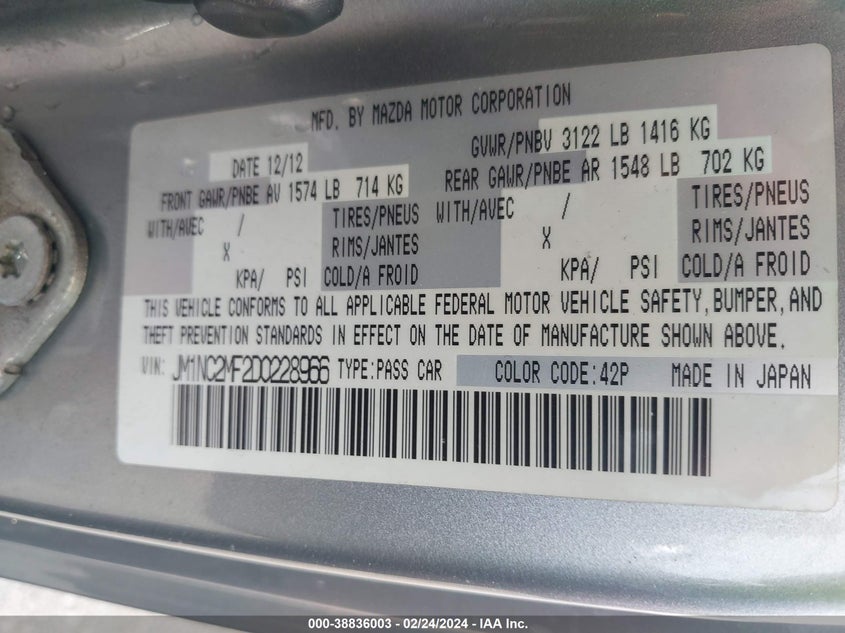 MFD. BY MAZDA MOTOR CORPORATION
DATE 12/12 GVWR/PNBV 3122 LB 1416 KG
FRONT GAWR/PNBE AV 1574 LB 714 KG REAR GAWR/PNBE AR 1548 LB 702 KG
WITH/AVEC / TIRES/PNEUS WITH/AVEC / TIRES/PNEUS
X RIMS/JANTES X RIMS/JANTES
KPA/ PSI COLD/A FROID KPA/ PSI COLD/A FROID
THIS VEHICLE CONFORMS TO ALL APPLICABLE FEDERAL MOTOR VEHICLE SAFETY, BUMPER, AND
THEFT PREVENTION STANDARDS IN EFFECT ON THE DATE OF MANUFACTURE SHOWN ABOVE.
VIN: JM1NC2MF2D0228966 TYPE:PASS CAR COLOR CODE:42P MADE IN JAPAN
000-38836003 - 02/24/2024 - IAA Inc.